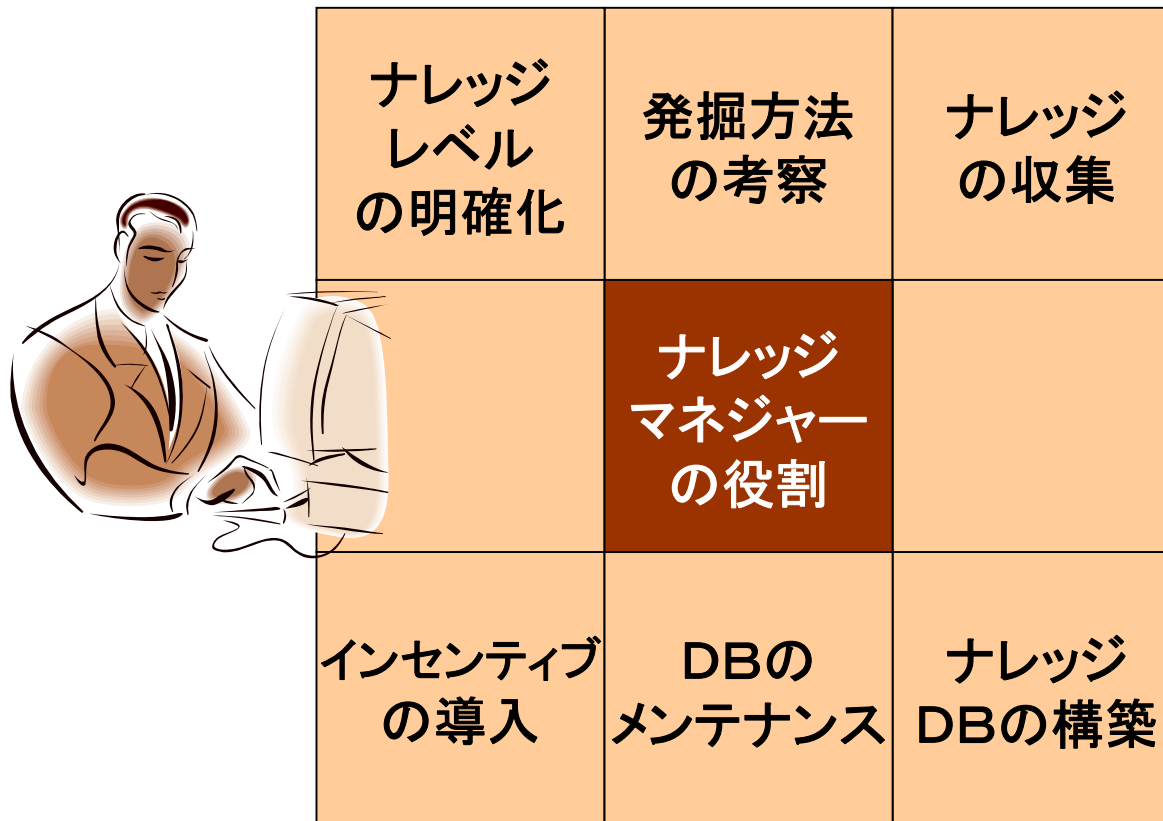 ナレッジ
レベル
の明確化
発掘方法
の考察
ナレッジ
の収集
ナレッジ
マネジャー
の役割
インセンティブ
の導入
ＤＢの
メンテナンス
ナレッジ
ＤＢの構築